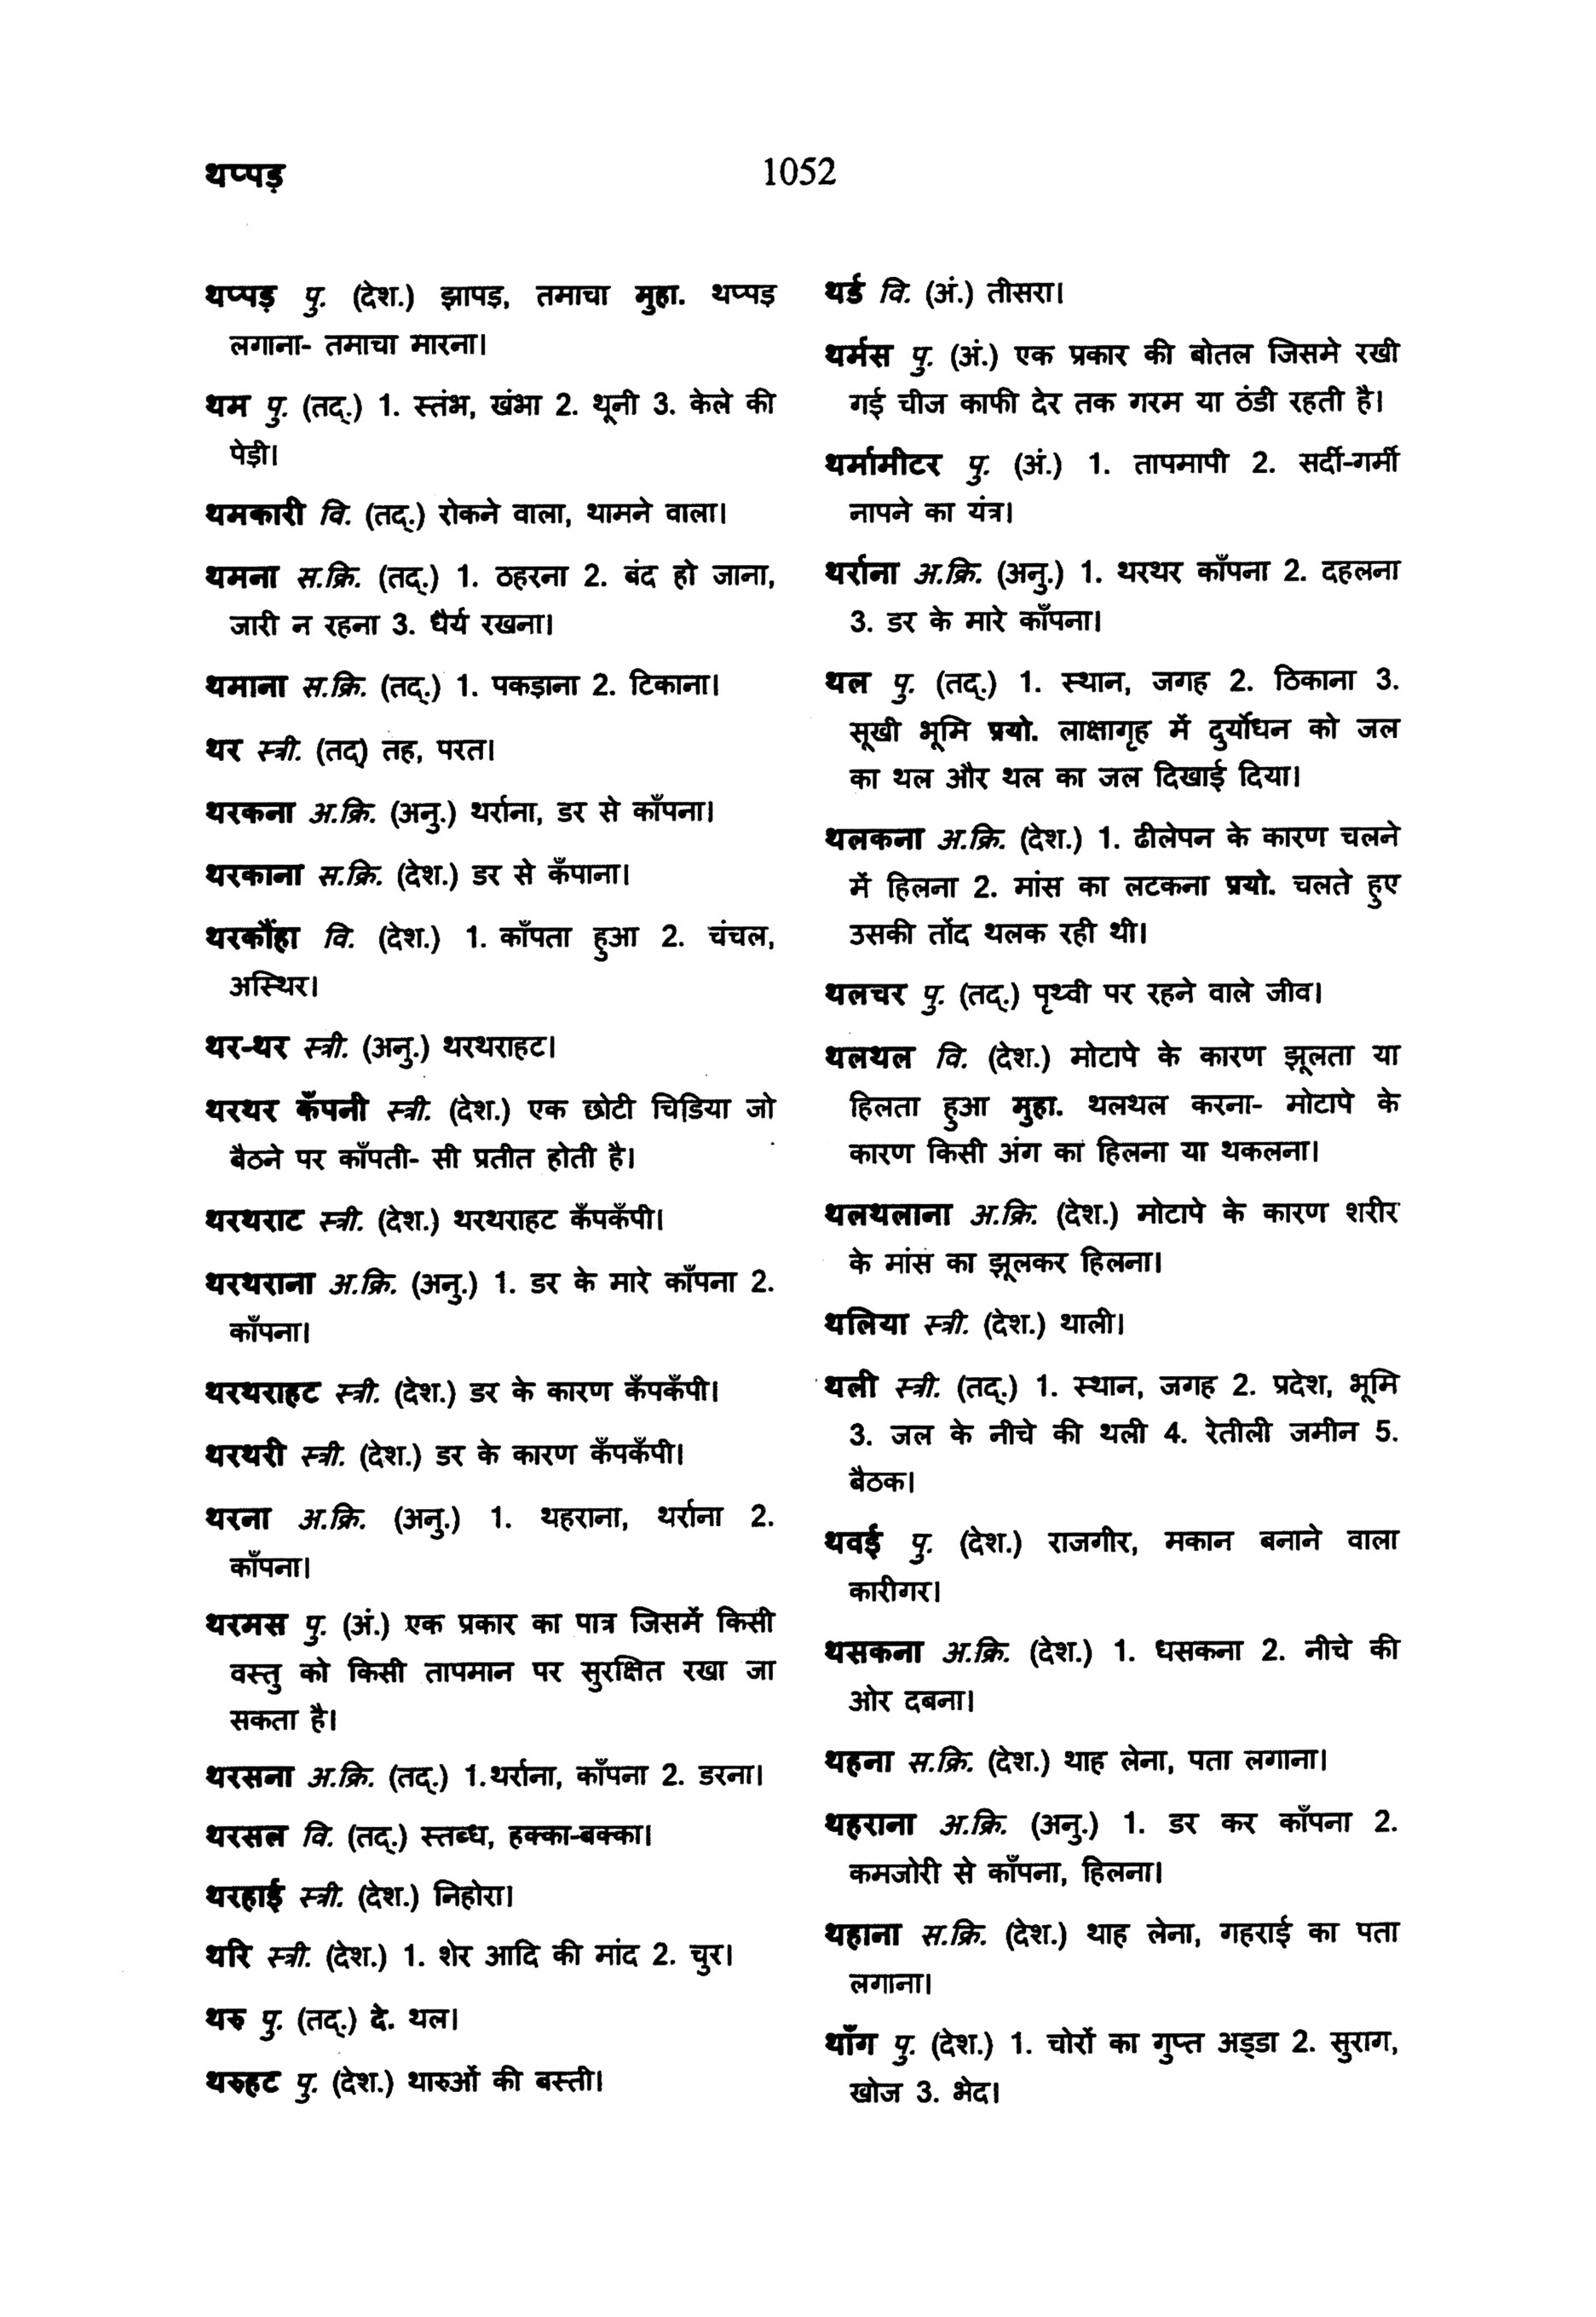 थप्पड़
1052
थप्पड़ पु. (देश.) झापड़, तमाचा मुहा. थप्पड़
लगाना- तमाचा मारना।
थम पु. (तद्.) 1. स्तंभ, खंभा 2. थूनी 3. केले की
पेड़ी।
थमकारी वि. (तद्.) रोकने वाला, थामने वाला।
थमना स.क्रि. (तद्.) 1. ठहरना 2. बंद हो जाना,
जारी न रहना 3. धैर्य रखना।
थमाना स.क्रि. (तद्.) 1. पकड़ाना 2. टिकाना।
थर स्त्री. (तद्) तह, परत।
थरकना अ.क्रि. (अनु.) थर्राना, डर से काँपना।
थरकाना स.क्रि. (देश.) डर से कँपाना।
थरकौंहा वि. (देश.) 1. काँपता हुआ 2. चंचल,
अस्थिर।
थर-थर स्त्री. (अनु.) थरथराहट।
थरथर कँपनी स्त्री. (देश.) एक छोटी चिडि़या जो
बैठने पर काँपती- सी प्रतीत होती है।
थरथराट स्त्री. (देश.) थरथराहट कँपकँपी।
थरथराना अ.क्रि. (अनु.) 1. डर के मारे काँपना 2.
काँपना।
थरथराहट स्त्री. (देश.) डर के कारण कँपकँपी।
थरथरी स्त्री. (देश.) डर के कारण कँपकँपी।
थरना अ.क्रि. (अनु.) 1. थहराना, थर्राना 2.
काँपना।
थरमस पु. (अं.) एक प्रकार का पात्र जिसमें किसी
वस्तु को किसी तापमान पर सुरक्षित रखा जा
सकता है।
थरसना अ.क्रि. (तद्.) 1.थर्राना, काँपना 2. डरना।
थरसल वि. (तद्.) स्तब्ध, हक्का-बक्का।
थरहाई स्त्री. (देश.) निहोरा।
थरि स्त्री. (देश.) 1. शेर आदि की मांद 2. चुर।
थरु पु. (तद्.) दे. थल।
थरुहट पु. (देश.) थारुओं की बस्ती।
थर्ड वि. (अं.) तीसरा।
थर्मस पु. (अं.) एक प्रकार की बोतल जिसमे रखी
गई चीज काफी देर तक गरम या ठंडी रहती है।
थर्मामीटर पु. (अं.) 1. तापमापी 2. सर्दी-गर्मी
नापने का यंत्र।
थर्राना अ.क्रि. (अनु.) 1. थरथर काँपना 2. दहलना
3. डर के मारे काँपना।
थल पु. (तद्.) 1. स्थान, जगह 2. ठिकाना 3.
सूखी भूमि प्रयो. लाक्षागृह में दुर्योधन को जल
का थल और थल का जल दिखाई दिया।
थलकना अ.क्रि. (देश.) 1. ढीलेपन के कारण चलने
में हिलना 2. मांस का लटकना प्रयो. चलते हुए
उसकी तोंद थलक रही थी।
थलचर पु. (तद्.) पृथ्वी पर रहने वाले जीव।
थलथल वि. (देश.) मोटापे के कारण झूलता या
हिलता हुआ मुहा. थलथल करना- मोटापे के
कारण किसी अंग का हिलना या थकलना।
थलथलाना अ.क्रि. (देश.) मोटापे के कारण शरीर
के मांस का झूलकर हिलना।
थलिया स्त्री. (देश.) थाली।
थली स्त्री. (तद्.) 1. स्थान, जगह 2. प्रदेश, भूमि
3. जल के नीचे की थली 4. रेतीली जमीन 5.
बैठक।
थवई पु. (देश.) राजगीर, मकान बनाने वाला
कारीगर।
थसकना अ.क्रि. (देश.) 1. धसकना 2. नीचे की
ओर दबना।
थहना स.क्रि. (देश.) थाह लेना, पता लगाना।
थहराना अ.क्रि. (अनु.) 1. डर कर काँपना 2.
कमजोरी से काँपना, हिलना।
थहाना स.क्रि. (देश.) थाह लेना, गहराई का पता
लगाना।
थाँग पु. (देश.) 1. चोरों का गुप्त अड्डा 2. सुराग,
खोज 3. भेद।